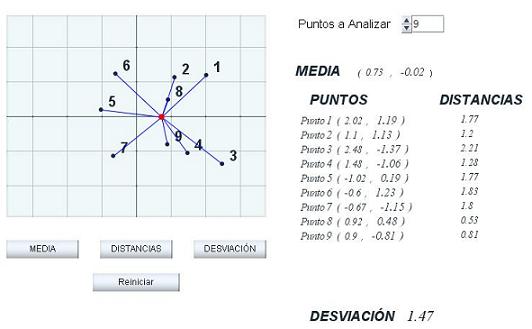 Puntos a Analizar 9
6
2
1
8
5
7
9
4
3
MEDIA ( 0.73 , -0.02 )
PUNTOS DISTANCIAS
Punto 1 ( 2.02 , 1.19 ) 1.77
Punto 2 ( 1.1 , 1.13 ) 1.2
Punto 3 ( 2.48 , -1.37 ) 2.21
Punto 4 ( 1.48 , -1.06 ) 1.28
Punto 5 ( -1.02 , 0.19 ) 1.77
Punto 6 ( -0.6 , 1.23 ) 1.83
Punto 7 ( -0.67 , -1.15 ) 1.8
Punto 8 ( 0.92 , 0.48 ) 0.53
Punto 9 ( 0.9 , -0.81 ) 0.81
MEDIA DISTANCIAS DESVIACIÓN
Reiniciar
DESVIACIÓN 1.47